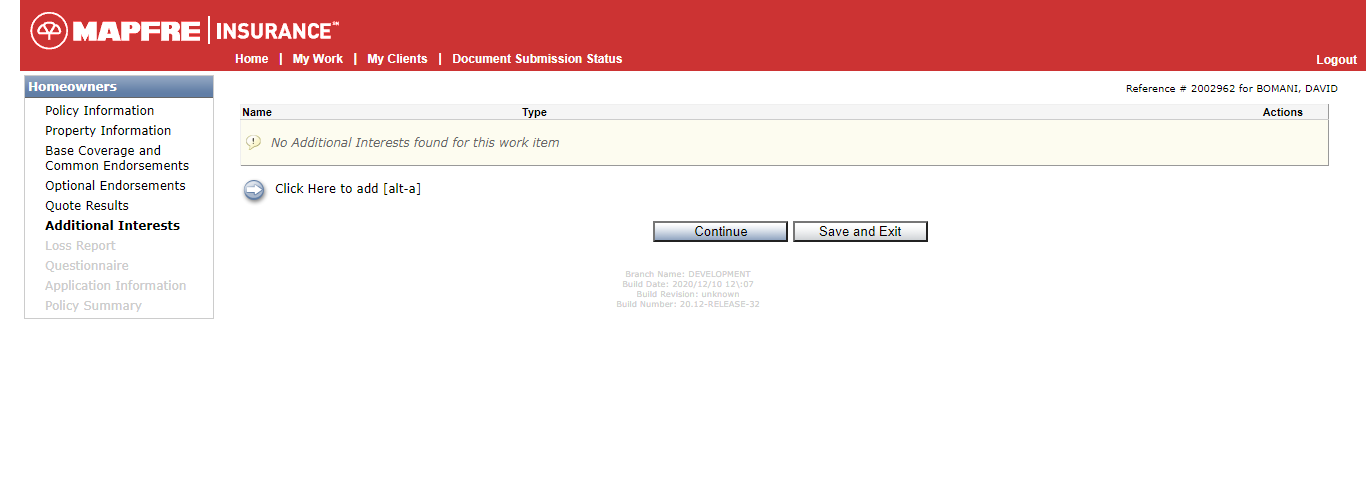 MAPFRE | INSURANCE℠
Home | My Work | My Clients | Document Submission Status
Logout
Homeowners
Policy Information
Property Information
Base Coverage and
Common Endorsements
Optional Endorsements
Quote Results
Additional Interests
Loss Report
Questionnaire
Application Information
Policy Summary
Reference # 2002962 for BOMANI, DAVID
Name Type Actions
No Additional Interests found for this work item
Click Here to add [alt-a]
Continue Save and Exit
Branch Name: DEVELOPMENT
Build Date: 2020/12/10 12\:07
Build Revision: unknown
Build Number: 20.12-RELEASE-32